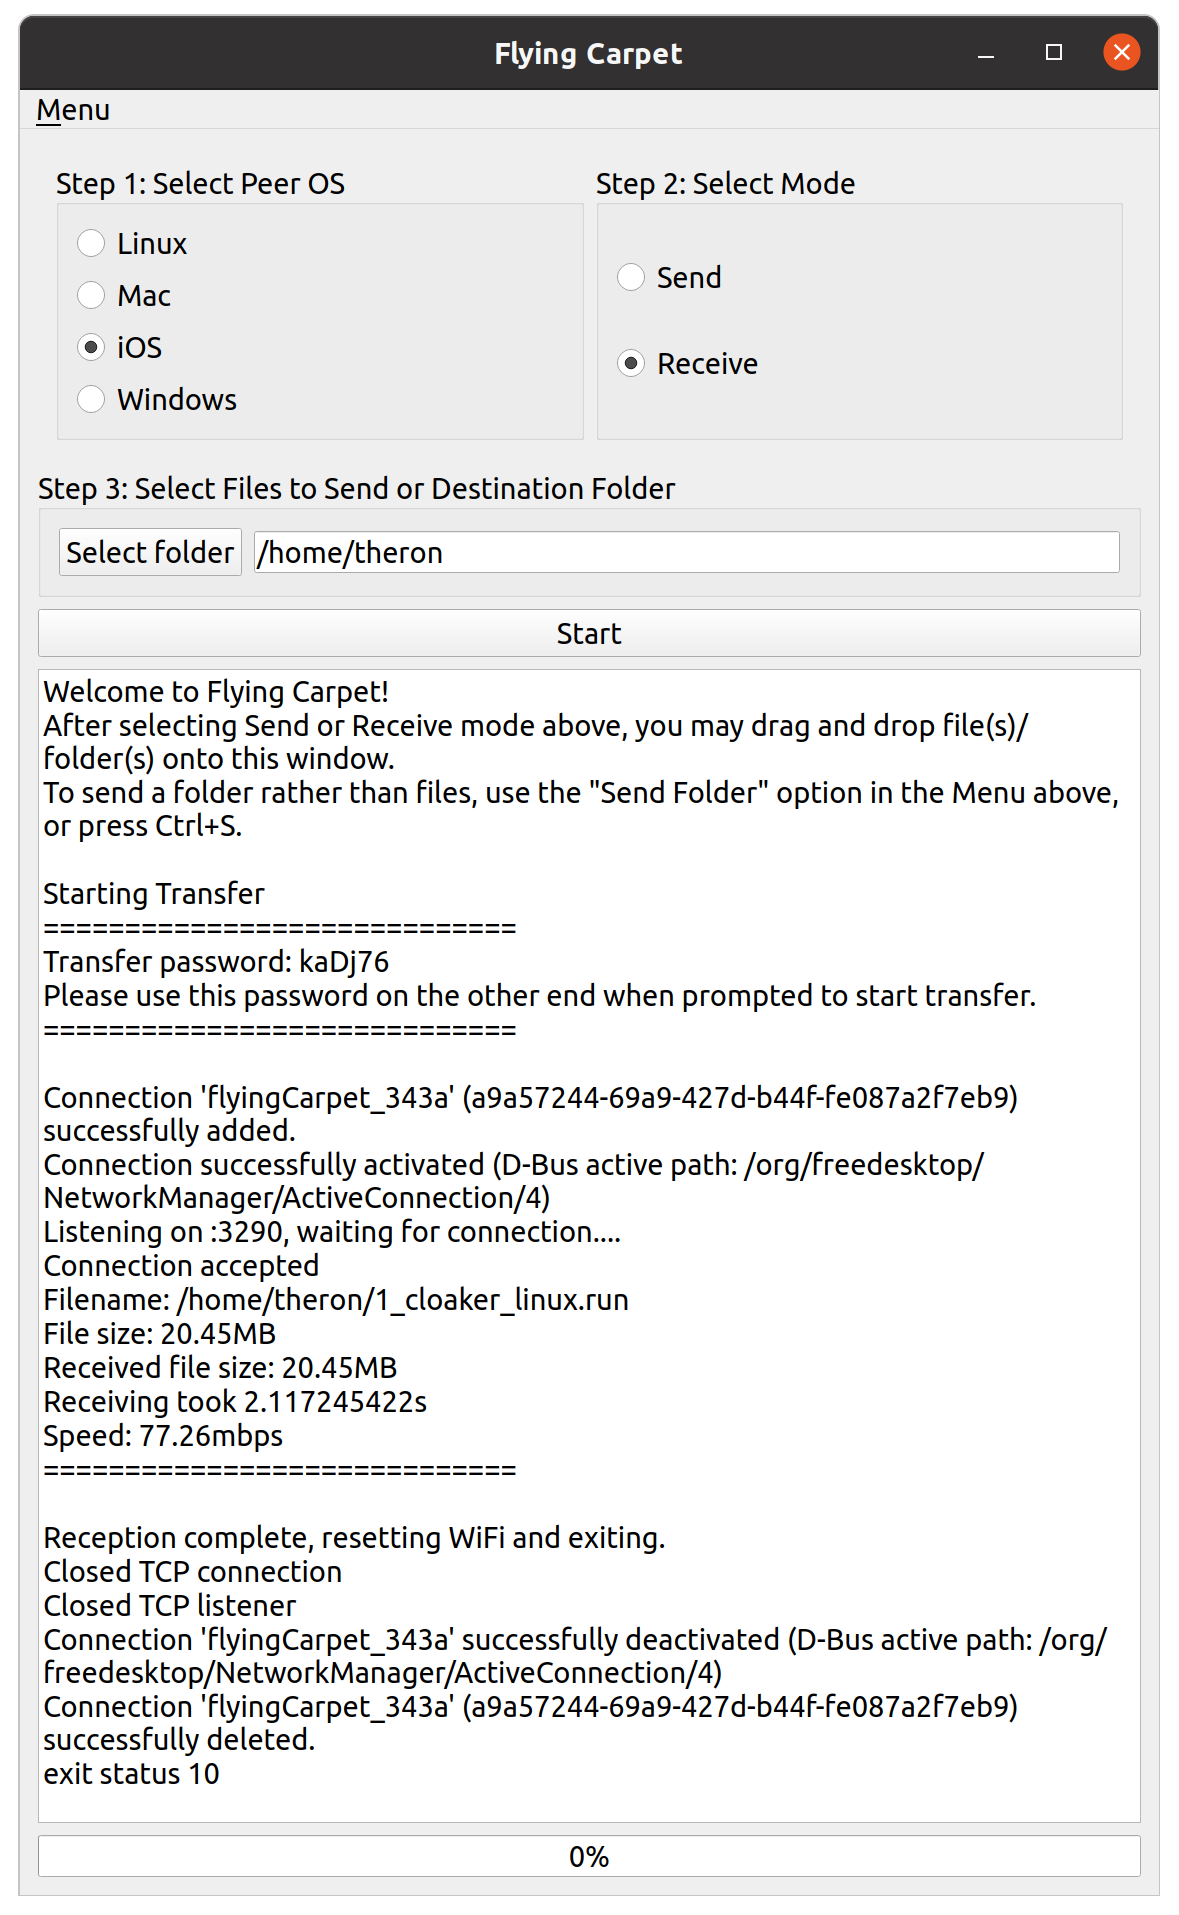 Flying Carpet
Menu
Step 1: Select Peer OS
Linux
Mac
iOS
Windows
Step 2: Select Mode
Send
Receive
Step 3: Select Files to Send or Destination Folder
Select folder
/home/theron
Start
Welcome to Flying Carpet!
After selecting Send or Receive mode above, you may drag and drop file(s)/
folder(s) onto this window.
To send a folder rather than files, use the "Send Folder" option in the Menu above,
or press Ctrl+S.
Starting Transfer
=============================
Transfer password: kaDj76
Please use this password on the other end when prompted to start transfer.
=============================
Connection 'flyingCarpet_343a' (a9a57244-69a9-427d-b44f-fe087a2f7eb9)
successfully added.
Connection successfully activated (D-Bus active path: /org/freedesktop/
NetworkManager/ActiveConnection/4)
Listening on :3290, waiting for connection....
Connection accepted
Filename: /home/theron/1_cloaker_linux.run
File size: 20.45MB
Received file size: 20.45MB
Receiving took 2.117245422s
Speed: 77.26mbps
=============================
Reception complete, resetting WiFi and exiting.
Closed TCP connection
Closed TCP listener
Connection 'flyingCarpet_343a' successfully deactivated (D-Bus active path: /org/
freedesktop/NetworkManager/ActiveConnection/4)
Connection 'flyingCarpet_343a' (a9a57244-69a9-427d-b44f-fe087a2f7eb9)
successfully deleted.
exit status 10
0%